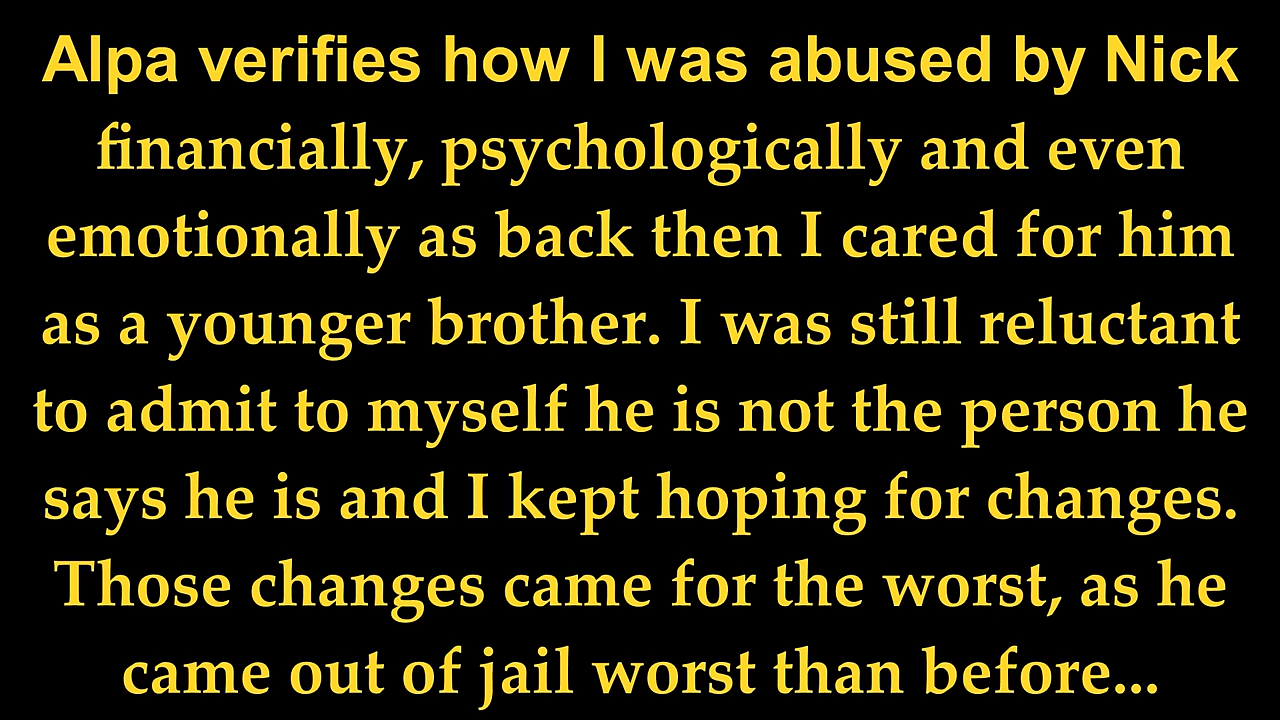 Alpa verifies how I was abused by Nick
financially, psychologically and even
emotionally as back then I cared for him
as a younger brother. I was still reluctant
to admit to myself he is not the person he
says he is and I kept hoping for changes.
Those changes came for the worst, as he
came out of jail worst than before...